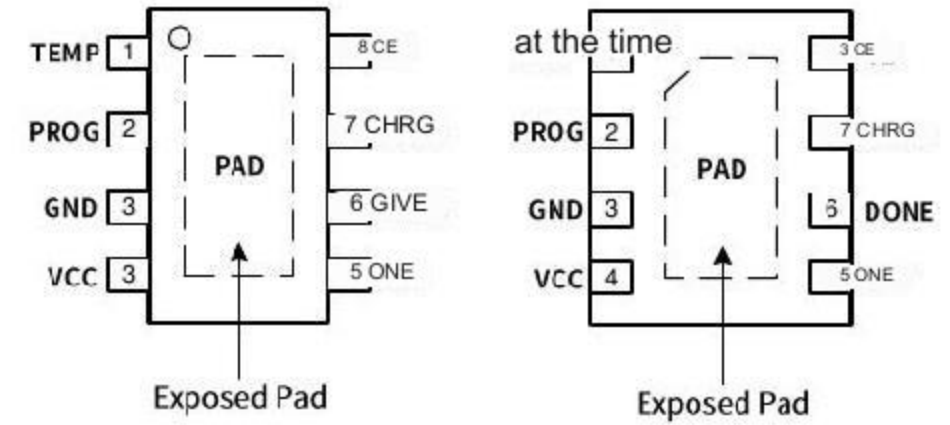 TEMP 1 8 CE
PROG 2 7 CHRG
PAD
GND 3 6 GIVE
VCC 3 5 ONE
Exposed Pad
at the time 3 CE
PROG 2 7 CHRG
PAD
GND 3 6 DONE
VCC 4 5 ONE
Exposed Pad